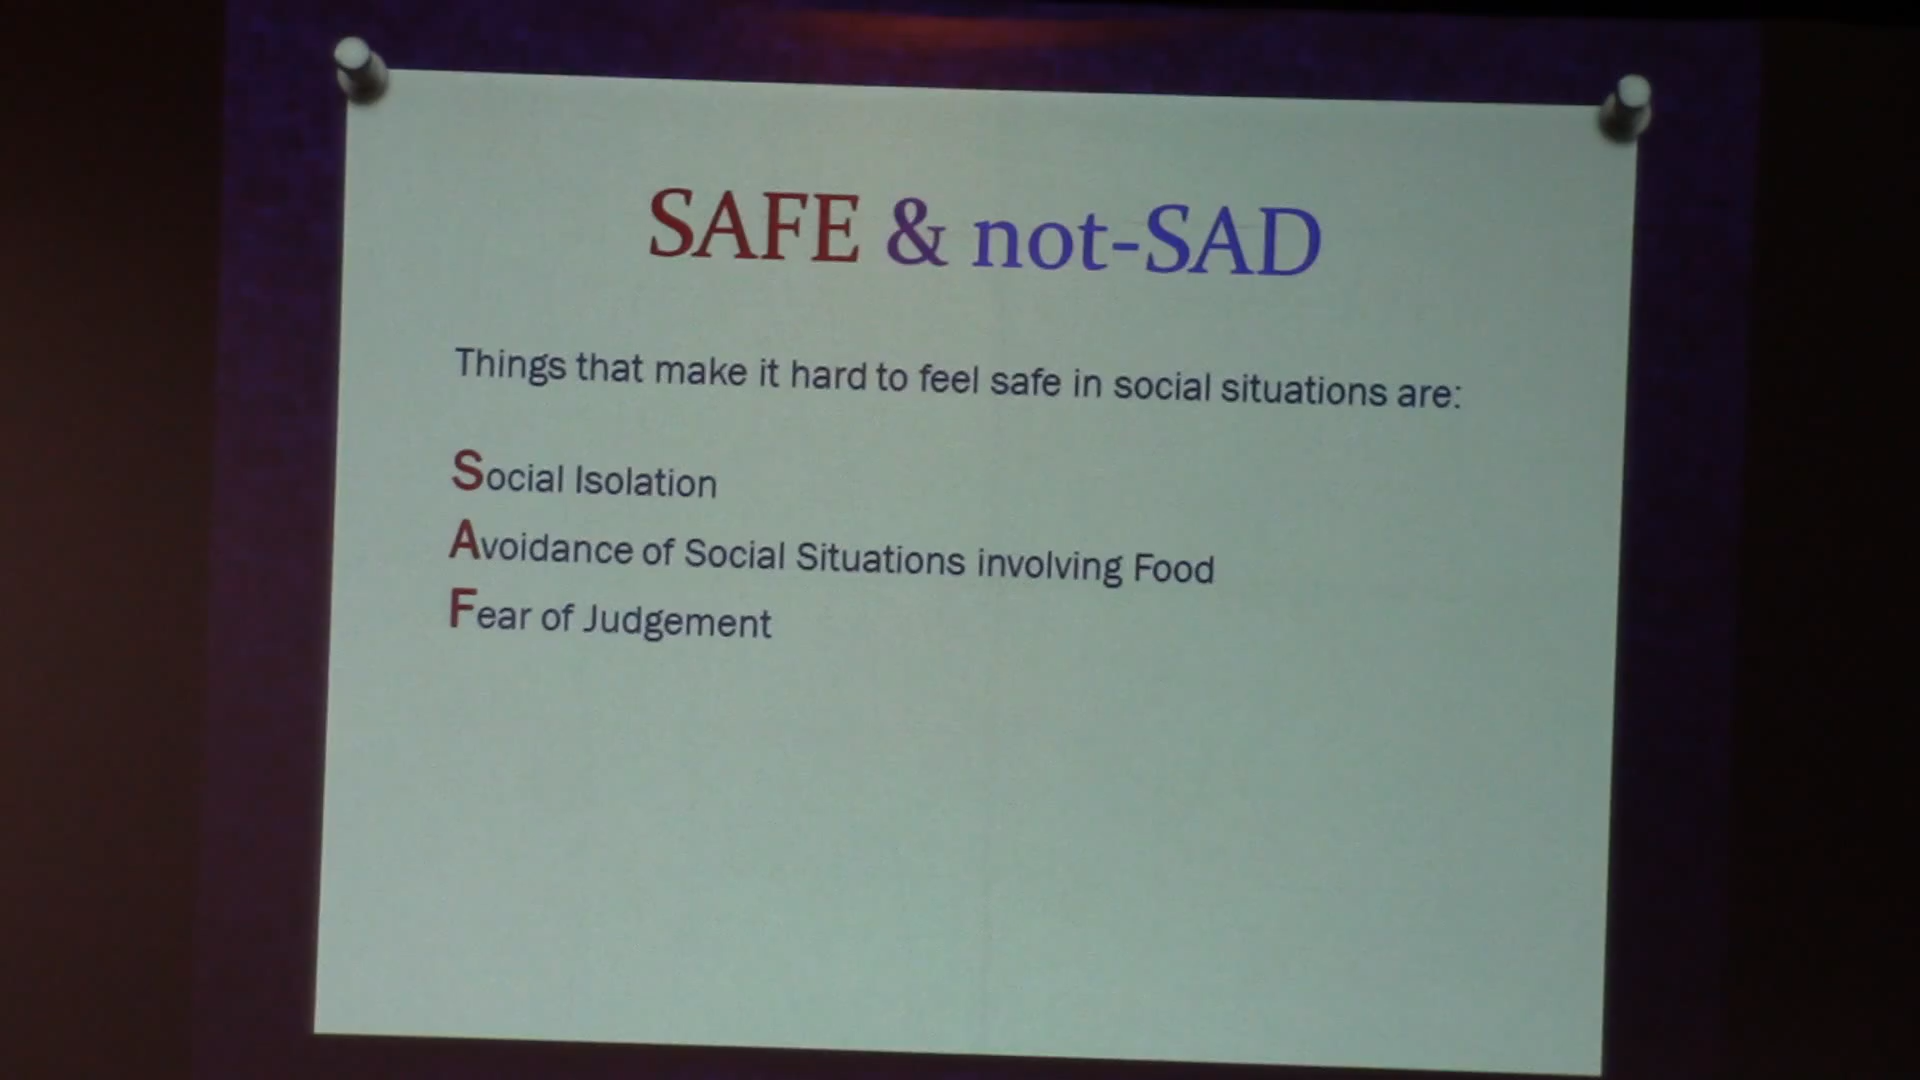 SAFE & not-SAD
Things that make it hard to feel safe in social situations are:
Social Isolation
Avoidance of Social Situations involving Food
Fear of Judgement